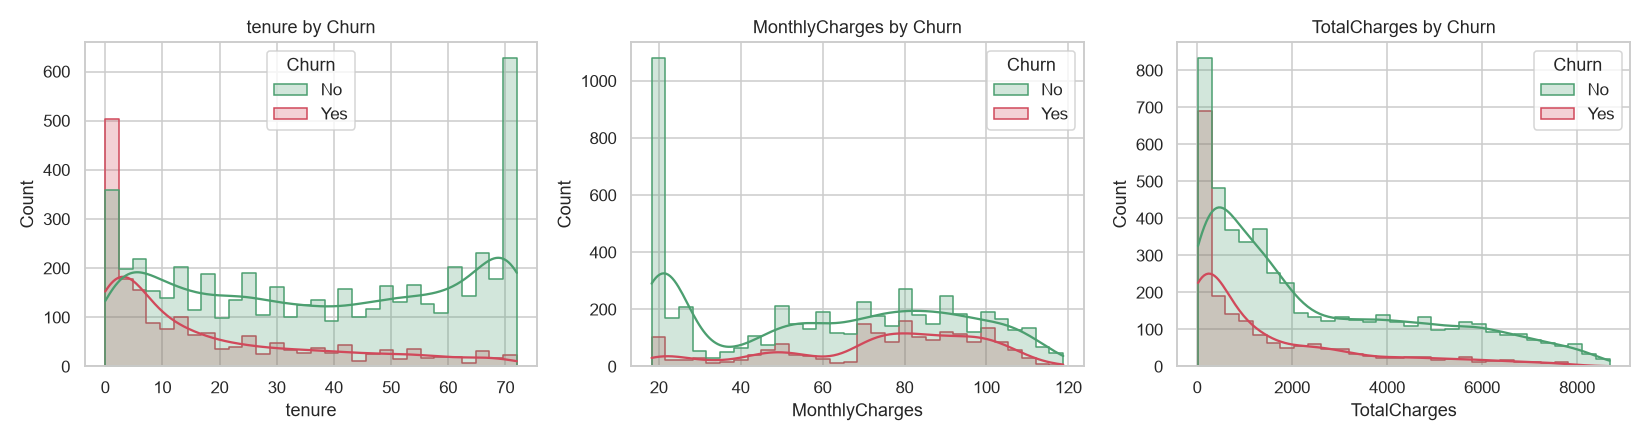 tenure by Churn
Churn
No
Yes
Count
600
500
400
300
200
100
0
0 10 20 30 40 50 60 70
tenure
MonthlyCharges by Churn
Churn
No
Yes
Count
1000
800
600
400
200
0
20 40 60 80 100 120
MonthlyCharges
TotalCharges by Churn
Churn
No
Yes
Count
800
700
600
500
400
300
200
100
0
0 2000 4000 6000 8000
TotalCharges